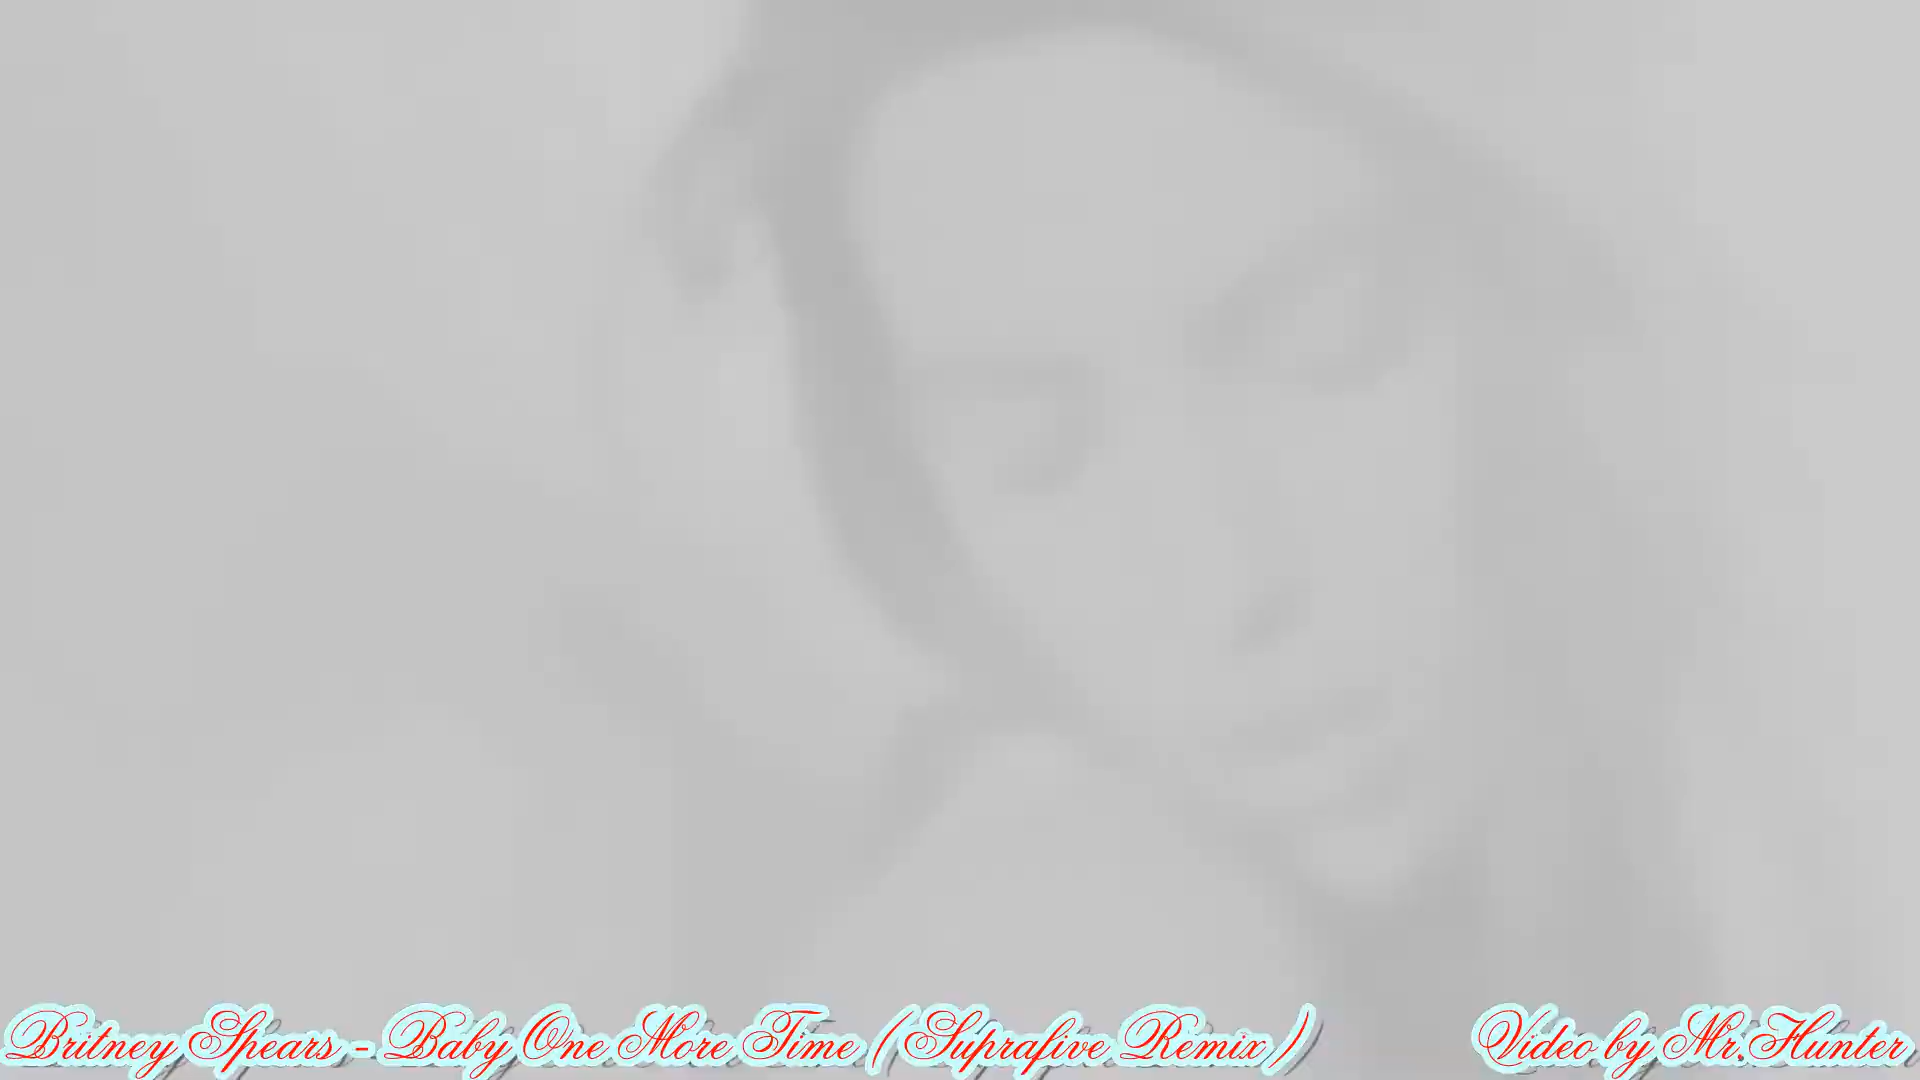 Britney Spears - Baby One More Time ( Suprafive Remix )
Video by Mr.Hunter